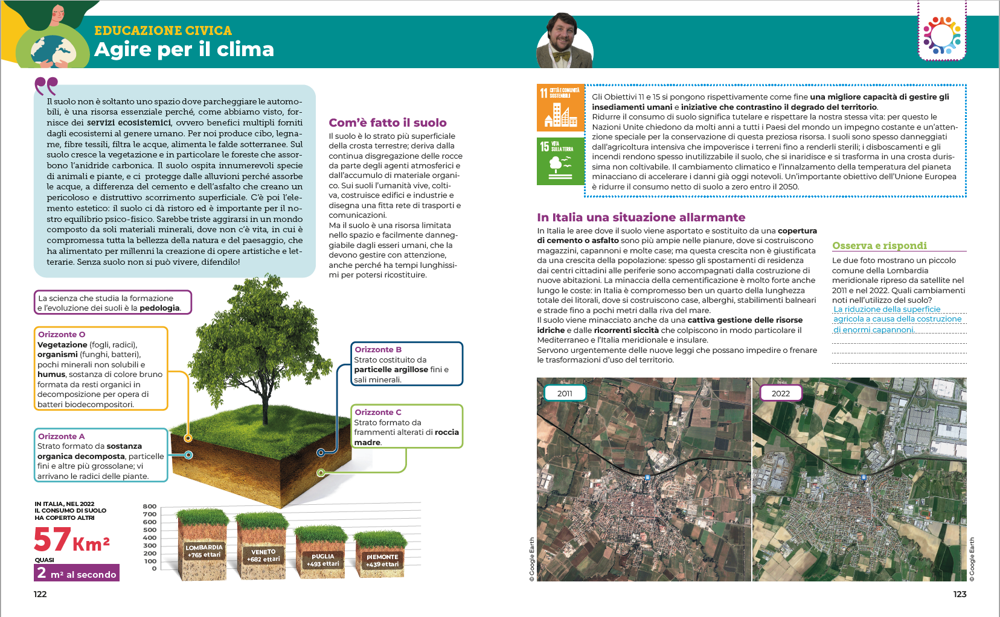 EDUCAZIONE CIVICA
Agire per il clima
Il suolo non è soltanto uno spazio dove parcheggiare le automo-
bili, è una risorsa essenziale perché, come abbiamo visto, for-
nisce dei servizi ecosistemici, ovvero benefici multipli forniti
dagli ecosistemi al genere umano. Per noi produce cibo, legna-
me, fibre tessili, filtra le acque, alimenta le falde sotterranee. Sul
suolo cresce la vegetazione e in particolare le foreste che assor-
bono l'anidride carbonica. Il suolo ospita innumerevoli specie
di animali e piante, e ci protegge dalle alluvioni perché assorbe
le acque, a differenza del cemento e dell'asfalto che creano un
pericoloso e distruttivo scorrimento superficiale. C'è poi l'ele-
mento estetico: il suolo ci dà ristoro ed è importante per il no-
stro equilibrio psico-fisico. Sarebbe triste aggirarsi in un mondo
composto da soli materiali minerali, dove non c'è vita, in cui è
compromessa tutta la bellezza della natura e del paesaggio, che
ha alimentato per millenni la creazione di opere artistiche e let-
terarie. Senza suolo non si può vivere, difendilo!
Com'è fatto il suolo
Il suolo è lo strato più superficiale
della crosta terrestre; deriva dalla
continua disgregazione delle rocce
da parte degli agenti atmosferici e
dall'accumulo di materiale organi-
co. Sui suoli l'umanità vive, colti-
va, costruisce edifici e industrie e
disegna una fitta rete di trasporti e
comunicazioni.
Ma il suolo è una risorsa limitata
nello spazio e facilmente danneg-
giabile dagli esseri umani, che la
devono gestire con attenzione,
anche perché ha tempi lunghissi-
mi per potersi ricostituire.
La scienza che studia la formazione
e l'evoluzione dei suoli è la pedologia.
Orizzonte O
Vegetazione (fogli, radici),
organismi (funghi, batteri),
pochi minerali non solubili e
humus, sostanza di colore bruno
formata da resti organici in
decomposizione per opera di
batteri biodecompositori.
Orizzonte A
Strato formato da sostanza
organica decomposta, particelle
fini e altre più grossolane; vi
arrivano le radici delle piante.
Orizzonte B
Strato costituito da
particelle argillose fini e
sali minerali.
Orizzonte C
Strato formato da
frammenti alterati di roccia
madre.
IN ITALIA, NEL 2022
IL CONSUMO DI SUOLO
HA COPERTO ALTRI
57 Km²
QUASI
2 m² al secondo
800
700
600
500
400
300
200
100
0
LOMBARDIA
+765 ettari
VENETO
+682 ettari
PUGLIA
+493 ettari
PIEMONTE
+439 ettari
122
11 CITTÀ E COMUNITÀ
SOSTENIBILI
15 VITA
SULLA TERRA
Gli Obiettivi 11 e 15 si pongono rispettivamente come fine una migliore capacità di gestire gli
insediamenti umani e iniziative che contrastino il degrado del territorio.
Ridurre il consumo di suolo significa tutelare e rispettare la nostra stessa vita: per questo le
Nazioni Unite chiedono da molti anni a tutti i Paesi del mondo un impegno costante e un'atten-
zione speciale per la conservazione di questa preziosa risorsa. I suoli sono spesso danneggiati
dall'agricoltura intensiva che impoverisce i terreni fino a renderli sterili; i disboscamenti e gli
incendi rendono spesso inutilizzabile il suolo, che si inaridisce e si trasforma in una crosta duris-
sima non coltivabile. Il cambiamento climatico e l'innalzamento della temperatura del pianeta
minacciano di accelerare i danni già oggi notevoli. Un'importante obiettivo dell'Unione Europea
è ridurre il consumo netto di suolo a zero entro il 2050.
In Italia una situazione allarmante
In Italia le aree dove il suolo viene asportato e sostituito da una copertura
di cemento o asfalto sono più ampie nelle pianure, dove si costruiscono
magazzini, capannoni e molte case; ma questa crescita non è giustificata
da una crescita della popolazione: spesso gli spostamenti di residenza
dai centri cittadini alle periferie sono accompagnati dalla costruzione di
nuove abitazioni. La minaccia della cementificazione è molto forte anche
lungo le coste: in Italia è compromesso ben un quarto della lunghezza
totale dei litorali, dove si costruiscono case, alberghi, stabilimenti balneari
e strade fino a pochi metri dalla riva del mare.
Il suolo viene minacciato anche da una cattiva gestione delle risorse
idriche e dalle ricorrenti siccità che colpiscono in modo particolare il
Mediterraneo e l'Italia meridionale e insulare.
Servono urgentemente delle nuove leggi che possano impedire o frenare
le trasformazioni d'uso del territorio.
Osserva e rispondi
Le due foto mostrano un piccolo
comune della Lombardia
meridionale ripreso da satellite nel
2011 e nel 2022. Quali cambiamenti
noti nell'utilizzo del suolo?
La riduzione della superficie
agricola a causa della costruzione
di enormi capannoni.
2011
2022
© Google Earth
© Google Earth
123